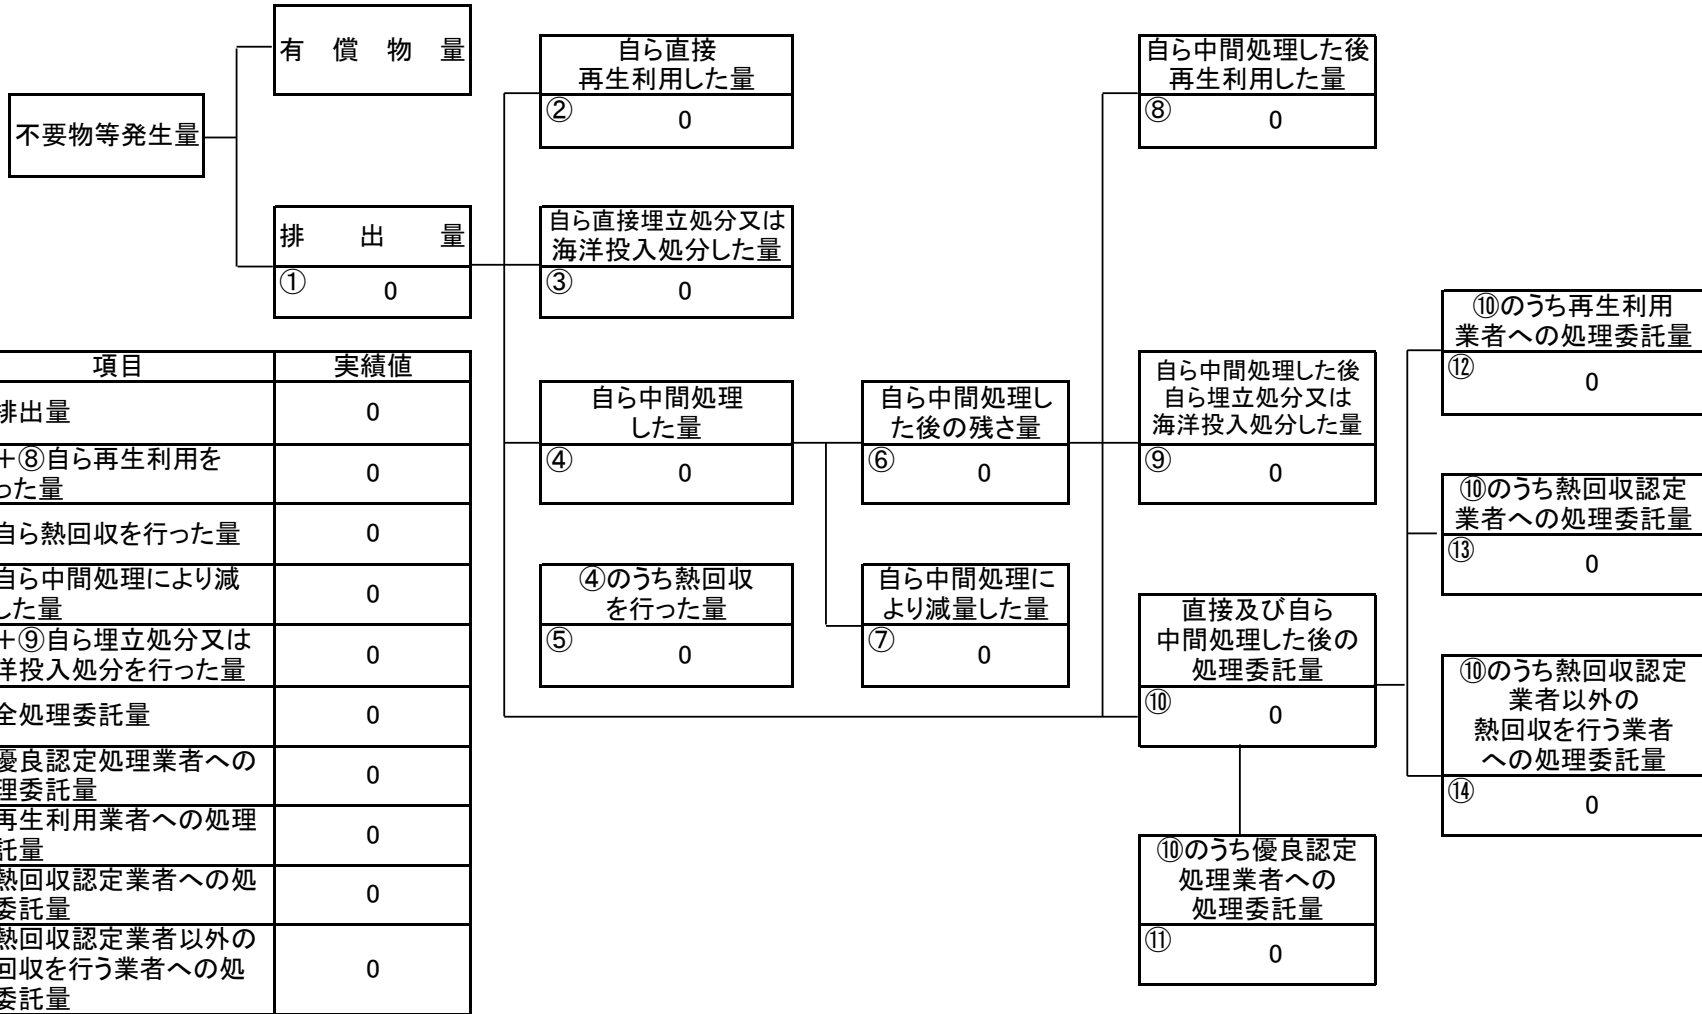 有 償 物 量
不要物等発生量
排 出 量
① 0
自ら直接
再生利用した量
② 0
自ら直接埋立処分又は
海洋投入処分した量
③ 0
自ら中間処理
した量
④ 0
④のうち熱回収
を行った量
⑤ 0
自ら中間処理し
た後の残さ量
⑥ 0
自ら中間処理に
より減量した量
⑦ 0
自ら中間処理した後
再生利用した量
⑧ 0
自ら中間処理した後
自ら埋立処分又は
海洋投入処分した量
⑨ 0
直接及び自ら
中間処理した後の
処理委託量
⑩ 0
⑩のうち優良認定
処理業者への
処理委託量
⑪ 0
⑩のうち再生利用
業者への処理委託量
⑫ 0
⑩のうち熱回収認定
業者への処理委託量
⑬ 0
⑩のうち熱回収認定
業者以外の
熱回収を行う業者
への処理委託量
⑭ 0
項目 実績値
排出量 0
+⑧自ら再生利用を
った量 0
自ら熱回収を行った量 0
自ら中間処理により減
した量 0
+⑨自ら埋立処分又は
洋投入処分を行った量 0
全処理委託量 0
優良認定処理業者への
理委託量 0
再生利用業者への処理
託量 0
熱回収認定業者への処
委託量 0
熱回収認定業者以外の
回収を行う業者への処
委託量 0